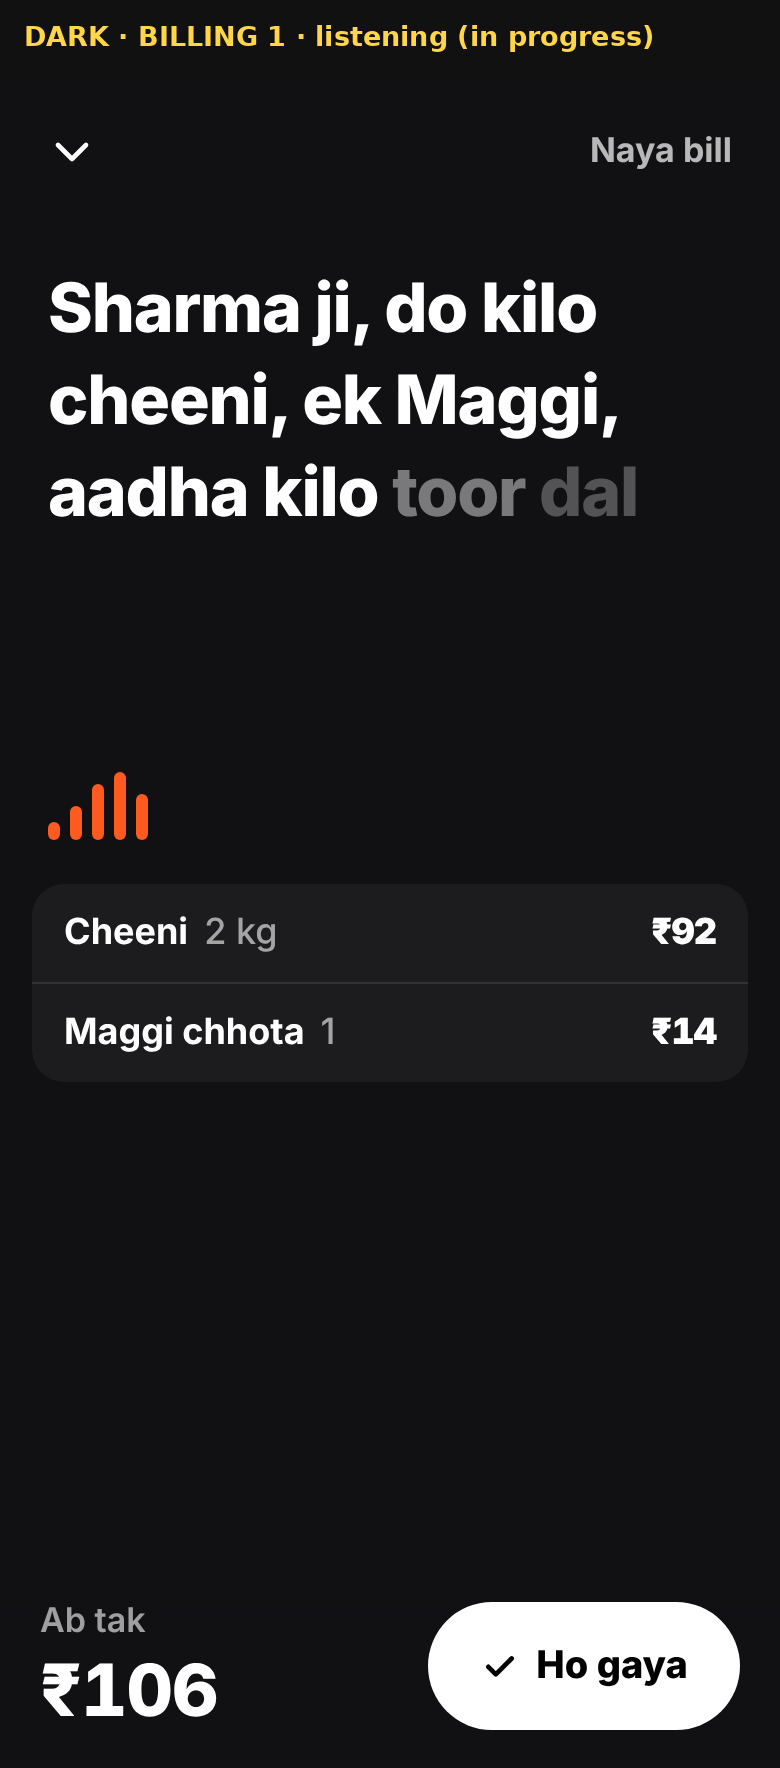 DARK · BILLING 1 · listening (in progress)
Naya bill
Sharma ji, do kilo
cheeni, ek Maggi,
aadha kilo toor dal
Cheeni 2 kg ₹92
Maggi chhota 1 ₹14
Ab tak
₹106
Ho gaya